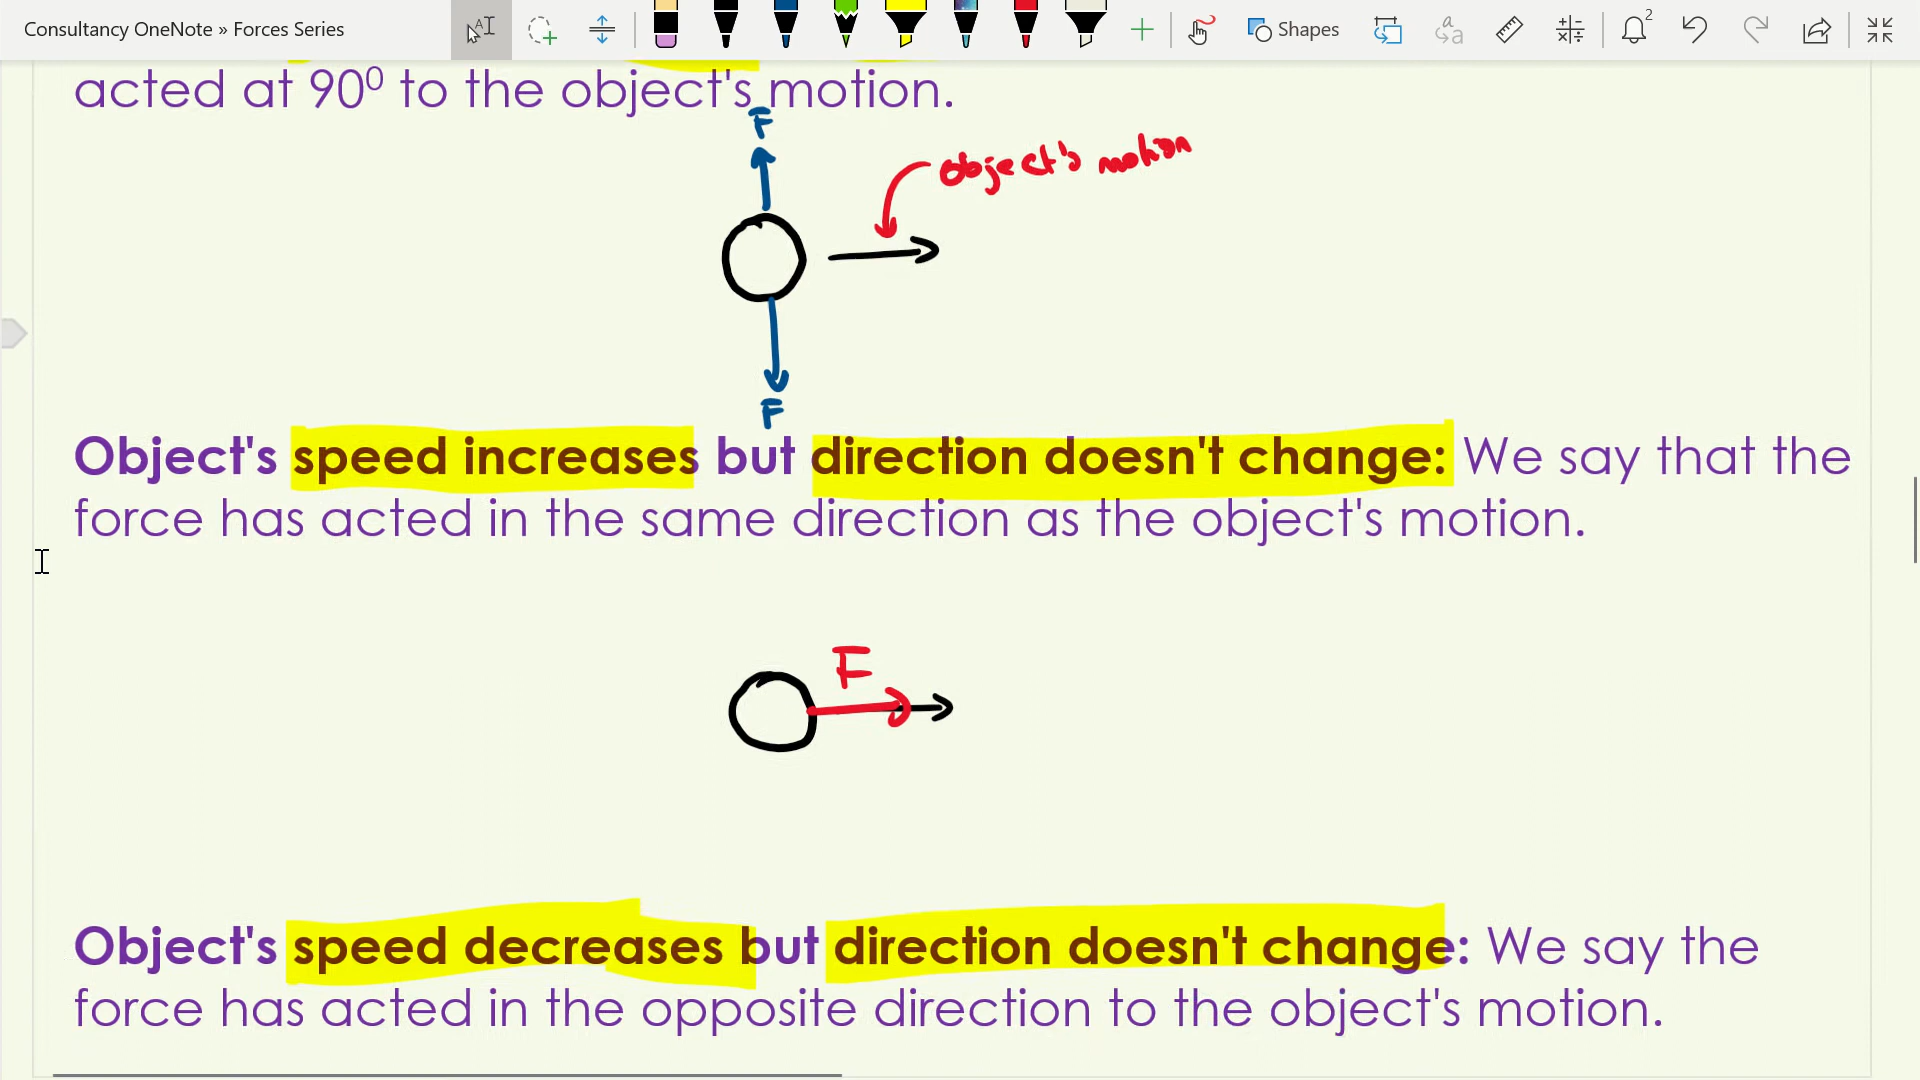 Consultancy OneNote » Forces Series
Shapes
2
acted at 90⁰ to the object's motion.
F
object's motion
F
Object's speed increases but direction doesn't change: We say that the
force has acted in the same direction as the object's motion.
F
Object's speed decreases but direction doesn't change: We say the
force has acted in the opposite direction to the object's motion.